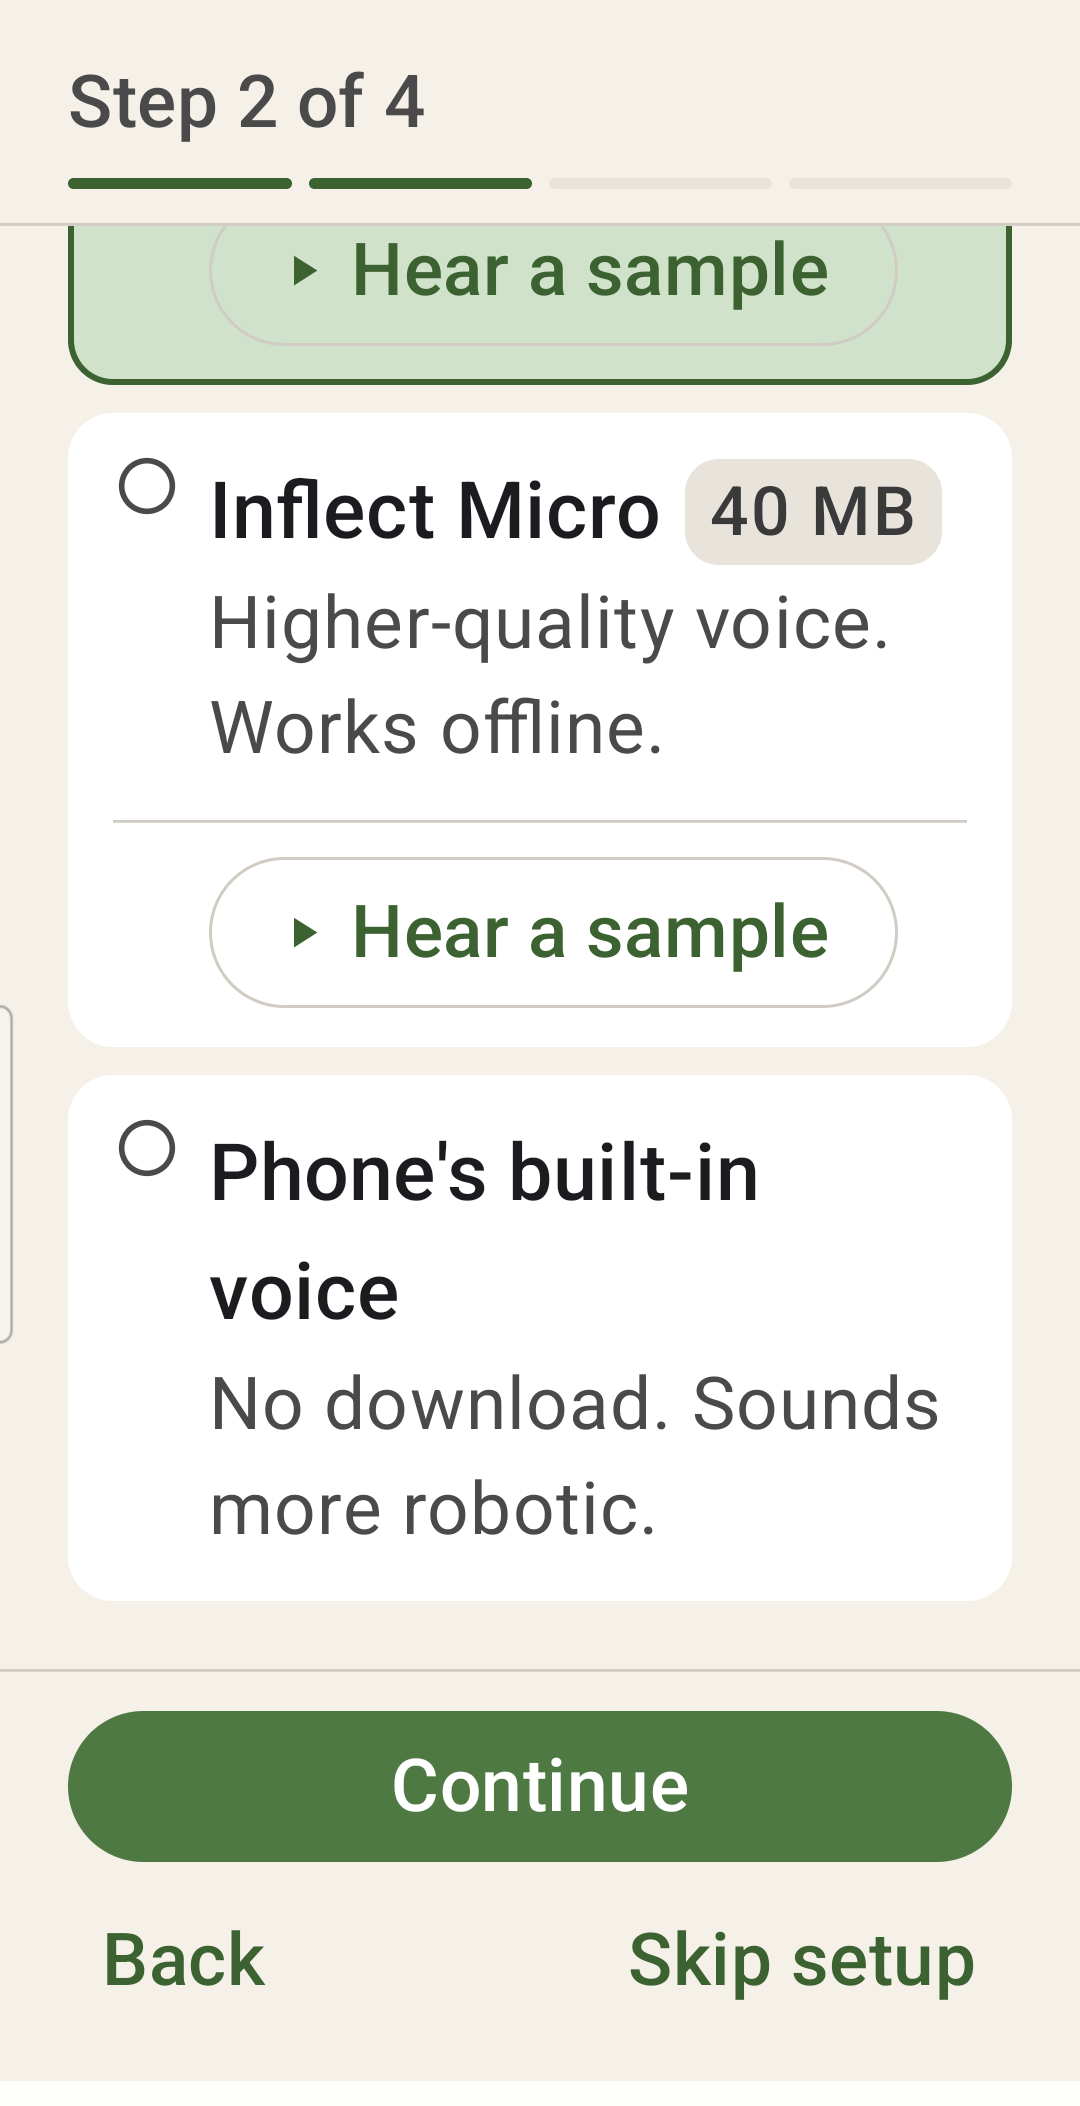 Step 2 of 4
Hear a sample
Inflect Micro 40 MB
Higher-quality voice.
Works offline.
Hear a sample
Phone's built-in
voice
No download. Sounds
more robotic.
Continue
Back Skip setup